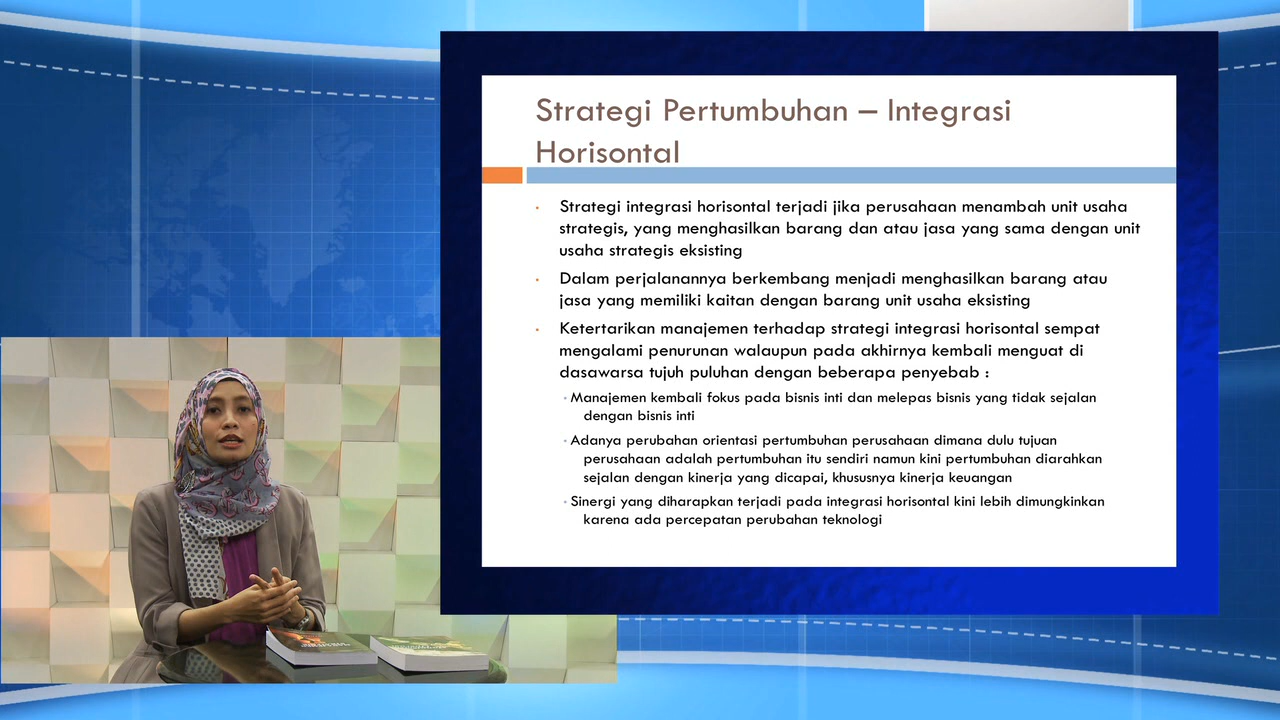 Strategi Pertumbuhan – Integrasi
Horisontal
• Strategi integrasi horisontal terjadi jika perusahaan menambah unit usaha
strategis, yang menghasilkan barang dan atau jasa yang sama dengan unit
usaha strategis eksisting
• Dalam perjalanannya berkembang menjadi menghasilkan barang atau
jasa yang memiliki kaitan dengan barang unit usaha eksisting
• Ketertarikan manajemen terhadap strategi integrasi horisontal sempat
mengalami penurunan walaupun pada akhirnya kembali menguat di
dasawarsa tujuh puluhan dengan beberapa penyebab :
• Manajemen kembali fokus pada bisnis inti dan melepas bisnis yang tidak sejalan
dengan bisnis inti
• Adanya perubahan orientasi pertumbuhan perusahaan dimana dulu tujuan
perusahaan adalah pertumbuhan itu sendiri namun kini pertumbuhan diarahkan
sejalan dengan kinerja yang dicapai, khususnya kinerja keuangan
• Sinergi yang diharapkan terjadi pada integrasi horisontal kini lebih dimungkinkan
karena ada percepatan perubahan teknologi